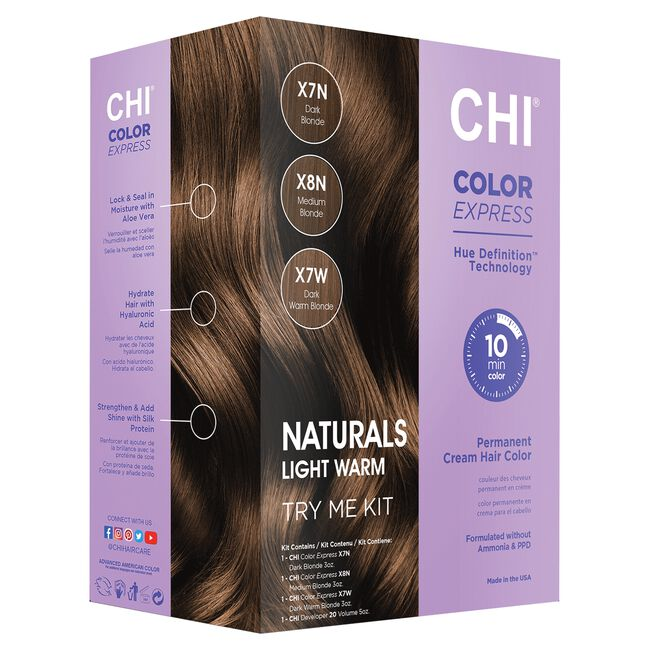 CHI®
COLOR
EXPRESS
Lock & Seal in
Moisture with
Aloe Vera
Verrouiller et sceller
l'humidité avec l'aloès
Selle la humedad con
aloe vera
Hydrate
Hair with
Hyaluronic
Acid
Hydrater les cheveux
avec de l'acide
hyaluronique
Con acido hialurónico.
Hidrata el cabello.
Strengthen & Add
Shine with Silk
Protein
Renforcer et ajouter de
la brillance avec la
protéine de soie
Con proteína de seda.
Fortalece y añade brillo.
CONNECT WITH US
@CHIHAIRCARE
ADVANCED AMERICAN COLOR
X7N
Dark
Blonde
X8N
Medium
Blonde
X7W
Dark
Warm Blonde
NATURALS
LIGHT WARM
TRY ME KIT
Kit Contains / Kit Contenu / Kit Contiene:
1 - CHI Color Express X7N
Dark Blonde 3oz.
1 - CHI Color Express X8N
Medium Blonde 3oz.
1 - CHI Color Express X7W
Dark Warm Blonde 3oz.
1 - CHI Developer 20 Volume 5oz.
CHI®
COLOR
EXPRESS
Hue Definition™
Technology
10
min
color
Permanent
Cream Hair Color
couleur des cheveux
permanent en crème
color permanente en
crema para el cabello
Formulated without
Ammonia & PPD
Made in the USA